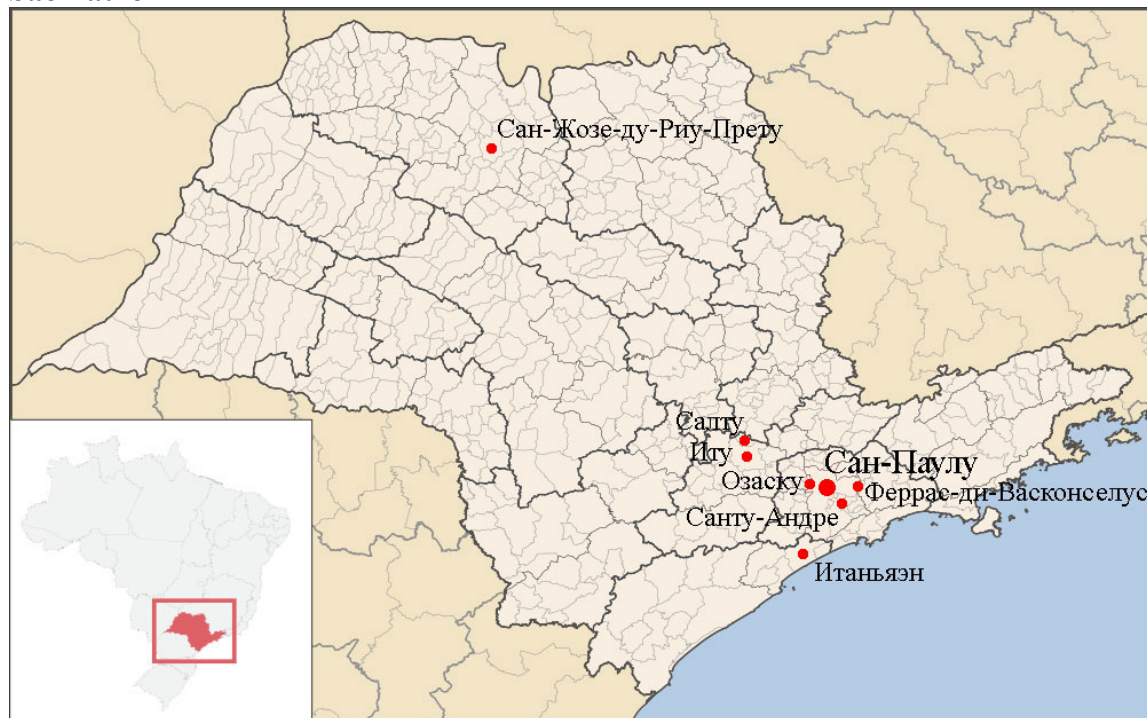 Сан-Жозе-ду-Риу-Прету
Салту
Иту
Сан-Паулу
Озаску
Феррас-ди-Васконселус
Санту-Андре
Итаньяэн